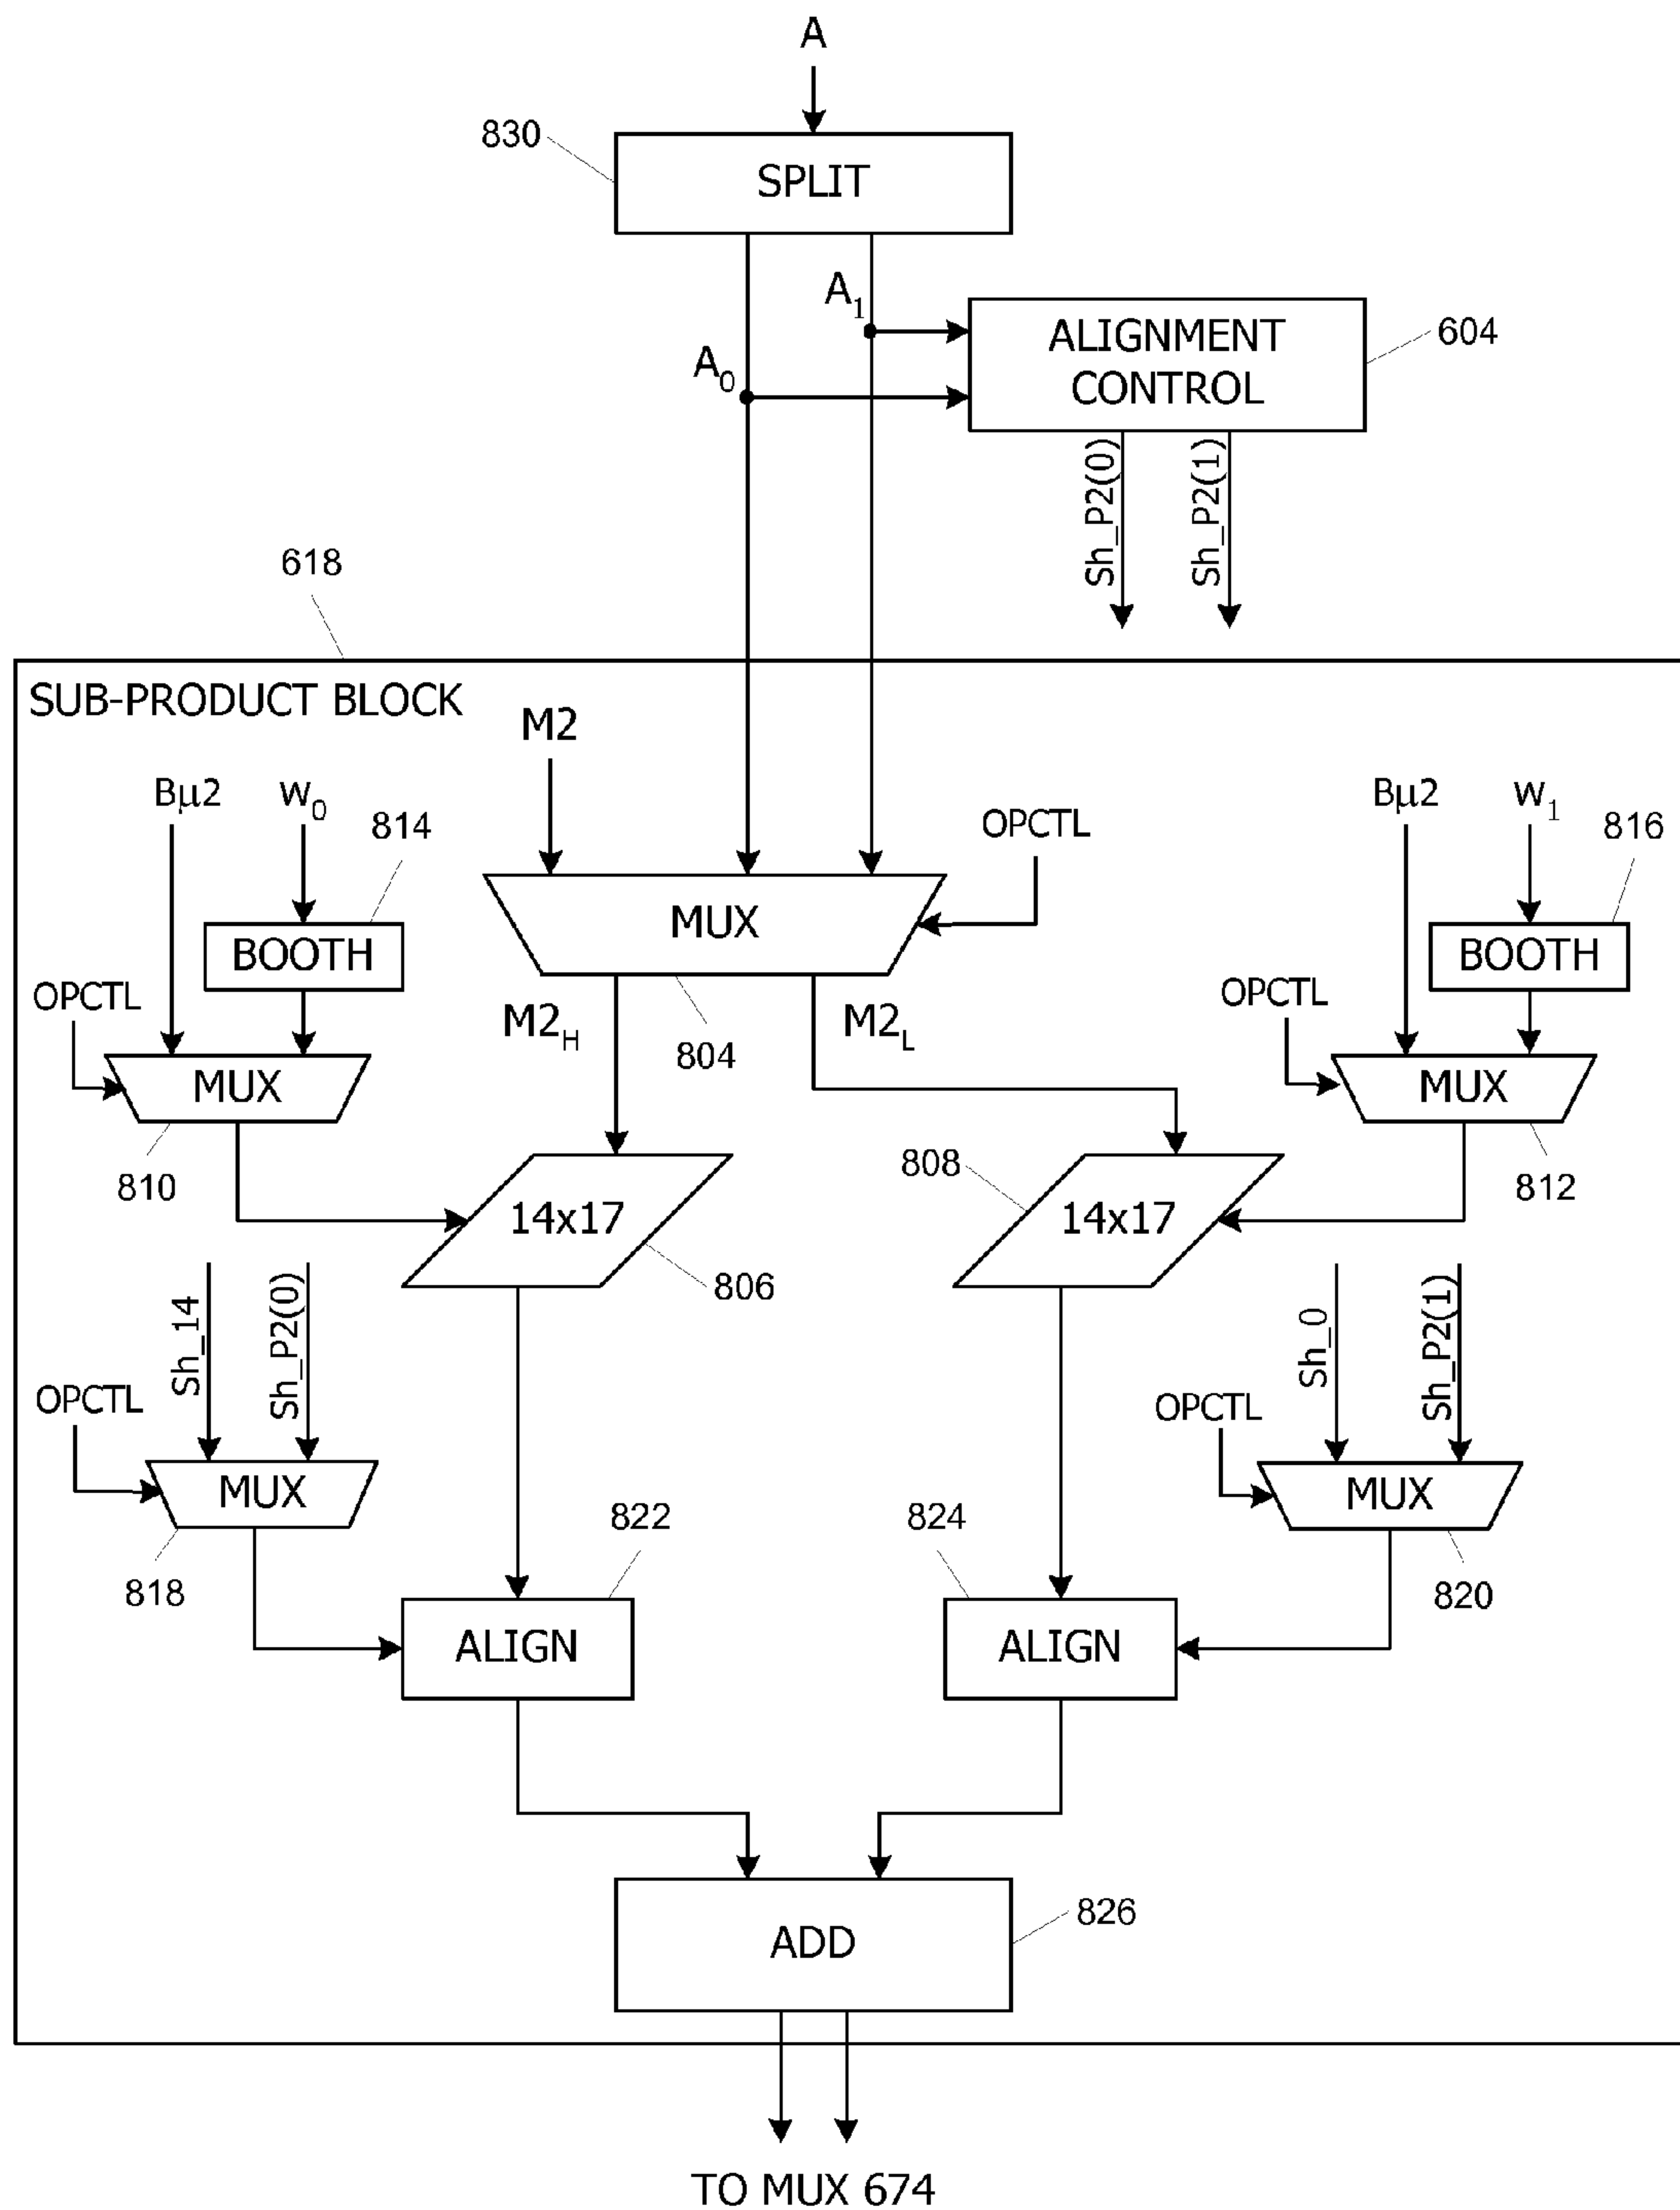 A
830
SPLIT
A1
ALIGNMENT
CONTROL
604
A0
Sh_P2(0)
Sh_P2(1)
618
SUB-PRODUCT BLOCK
M2
Bμ2
w0
814
OPCTL
Bμ2
w1
816
BOOTH
MUX
BOOTH
OPCTL
M2H
M2L
804
OPCTL
MUX
MUX
810
14x17
806
808
14x17
812
Sh_14
Sh_P2(0)
Sh_0
Sh_P2(1)
OPCTL
OPCTL
MUX
MUX
818
822
824
820
ALIGN
ALIGN
ADD
826
TO MUX 674